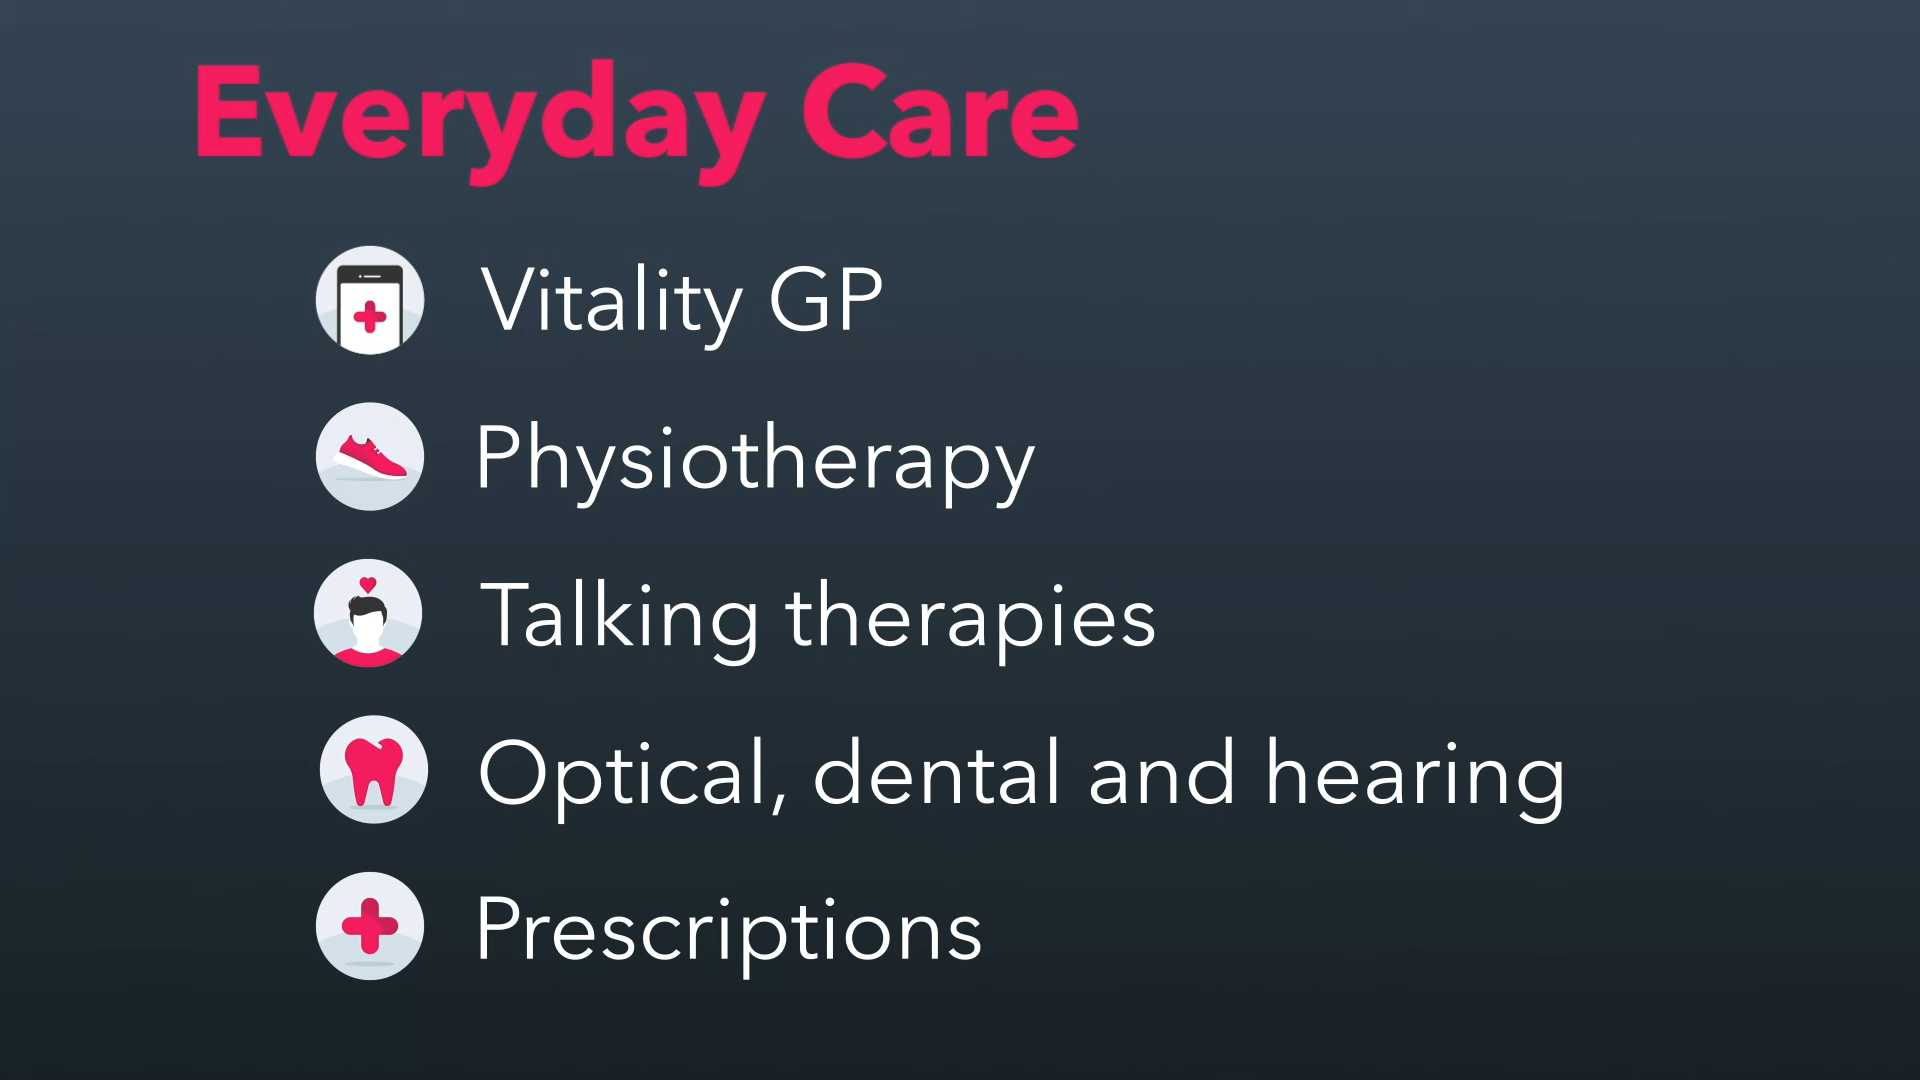 Everyday Care
Vitality GP
Physiotherapy
Talking therapies
Optical, dental and hearing
Prescriptions